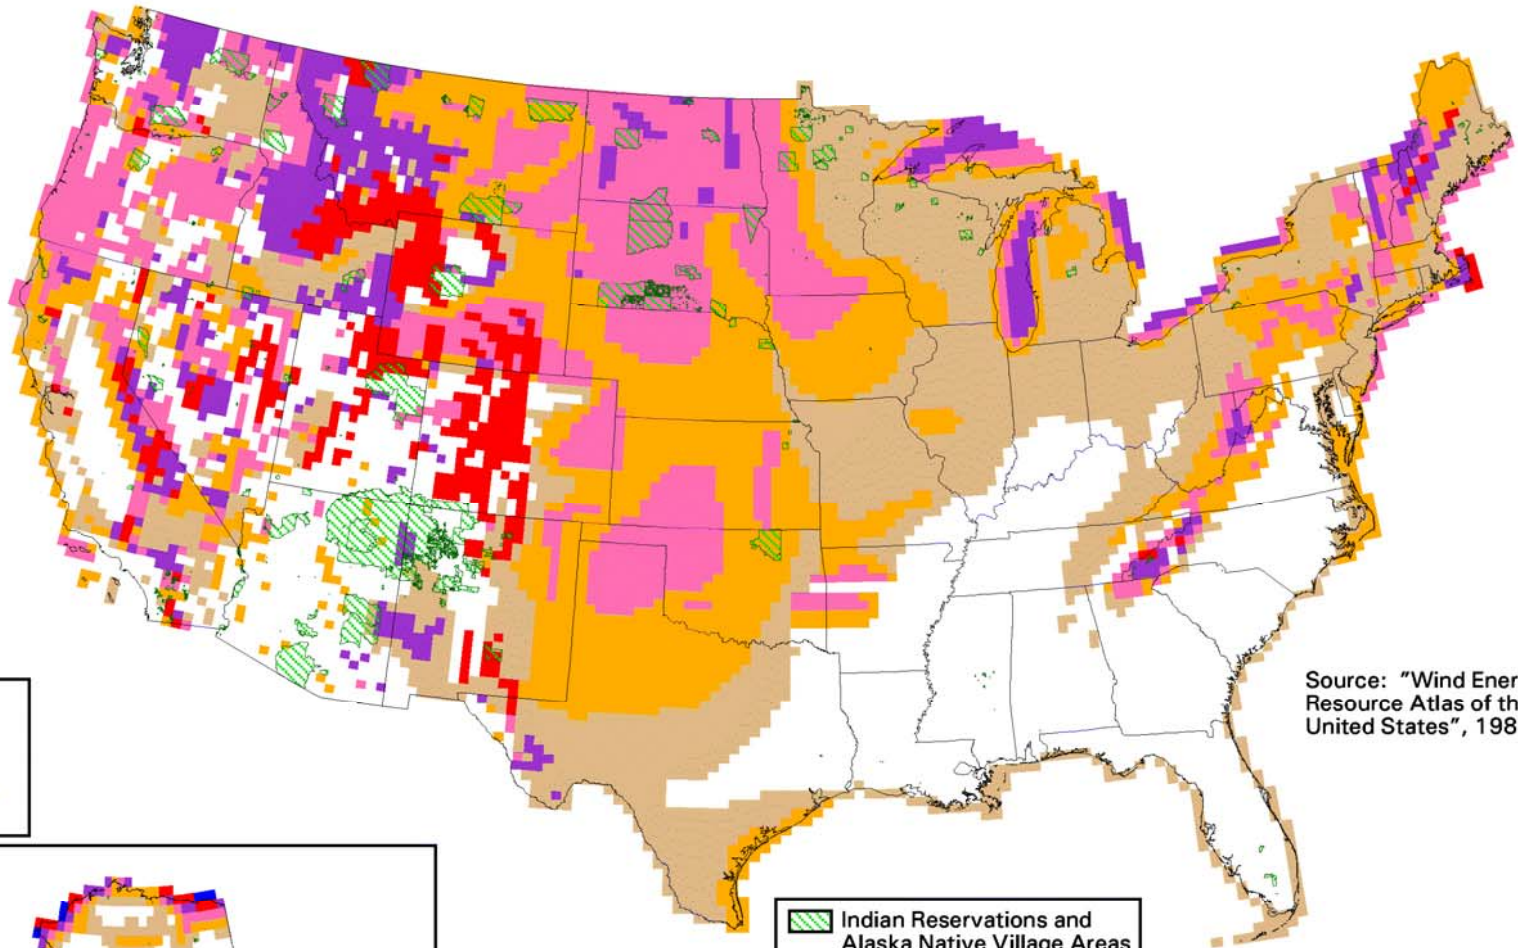 Source: "Wind Ener
Resource Atlas of th
United States", 198
Indian Reservations and
Alaska Native Village Areas